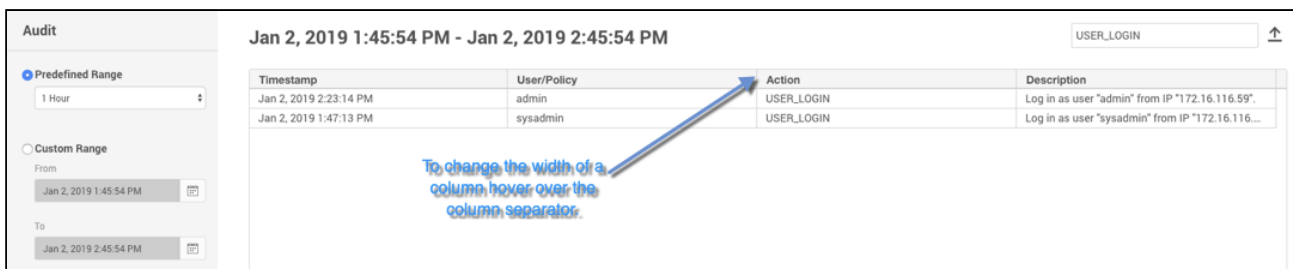 Audit
Jan 2, 2019 1:45:54 PM - Jan 2, 2019 2:45:54 PM
USER_LOGIN
Predefined Range
1 Hour
Custom Range
From
Jan 2, 2019 1:45:54 PM
To
Jan 2, 2019 2:45:54 PM
Timestamp User/Policy Action Description
Jan 2, 2019 2:23:14 PM admin USER_LOGIN Log in as user "admin" from IP "172.16.116.59".
Jan 2, 2019 1:47:13 PM sysadmin USER_LOGIN Log in as user "sysadmin" from IP "172.16.116....
To change the width of a
column hover over the
column separator.